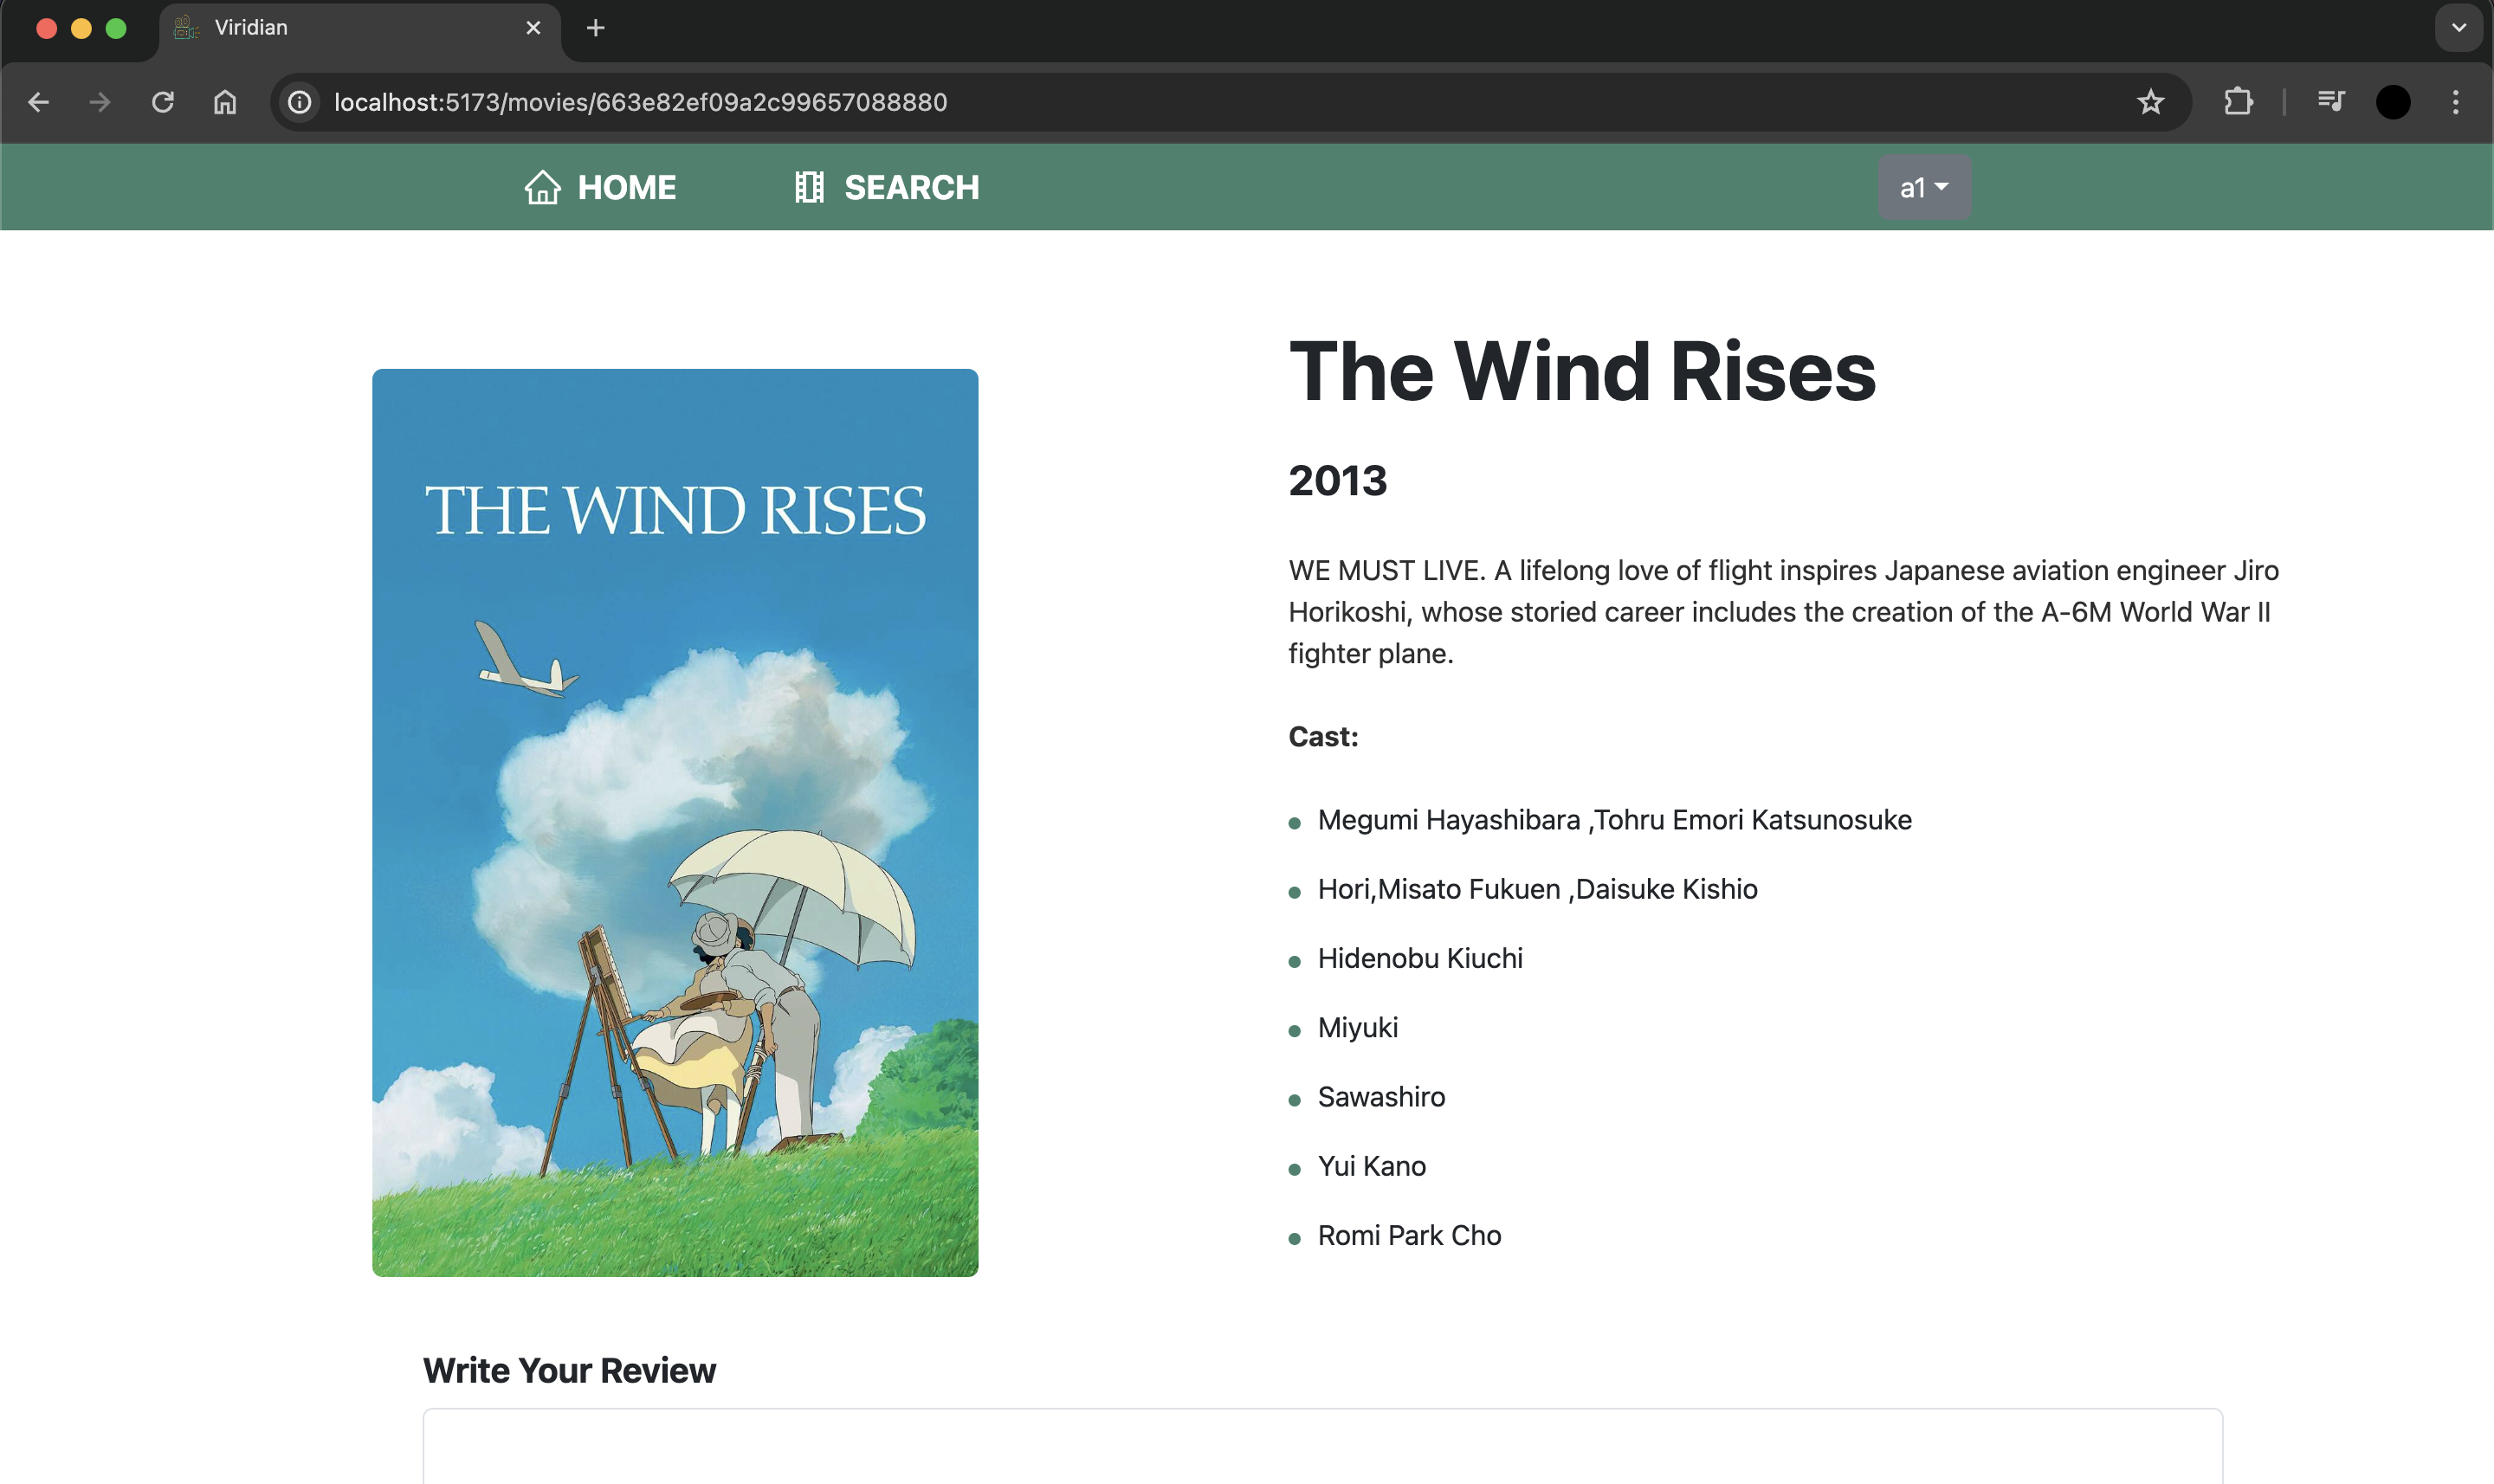 Viridian
localhost:5173/movies/663e82ef09a2c99657088880
HOME
SEARCH
a1
The Wind Rises
THE WIND RISES
2013
WE MUST LIVE. A lifelong love of flight inspires Japanese aviation engineer Jiro
Horikoshi, whose storied career includes the creation of the A-6M World War II
fighter plane.
Cast:
Megumi Hayashibara ,Tohru Emori Katsunosuke
Hori,Misato Fukuen ,Daisuke Kishio
Hidenobu Kiuchi
Miyuki
Sawashiro
Yui Kano
Romi Park Cho
Write Your Review